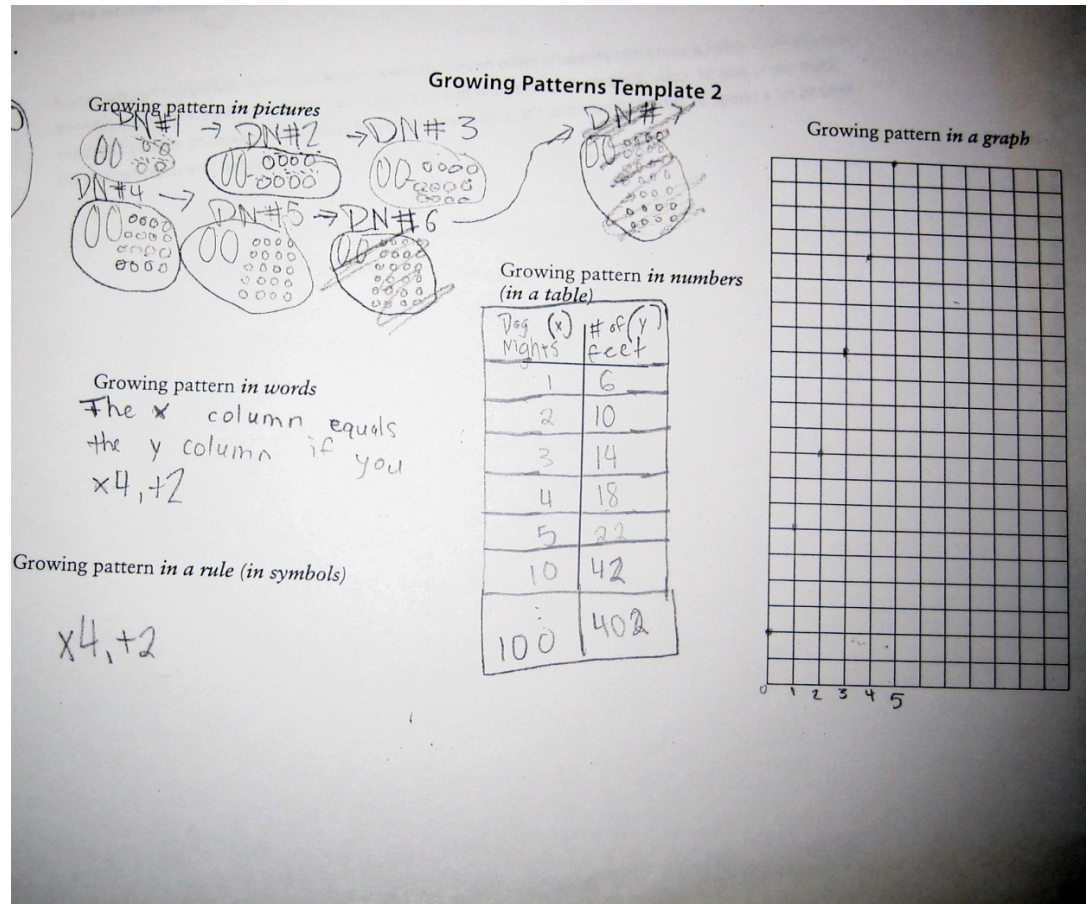 Growing Patterns Template 2
Growing pattern in pictures
DN#1 → DN#2 → DN# 3
DN#4 → DN#5 → DN#6
DN# 7
Growing pattern in words
The x column equals
the y column if you
x4, +2
Growing pattern in a rule (in symbols)
x4, +2
Growing pattern in numbers
(in a table)
Dog (x) # of (y)
Nights feet
1 6
2 10
3 14
4 18
5 22
10 42
100 402
Growing pattern in a graph
0 1 2 3 4 5